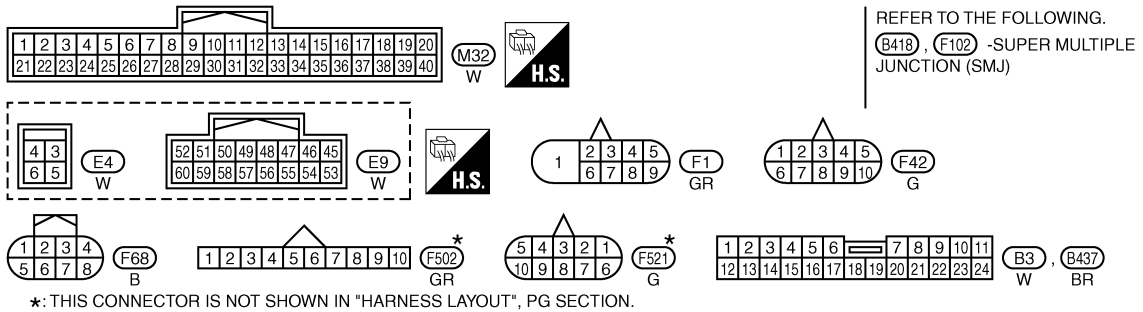 1 2 3 4 5 6 7 8 9 10 11 12 13 14 15 16 17 18 19 20
21 22 23 24 25 26 27 28 29 30 31 32 33 34 35 36 37 38 39 40
M32
W
H.S.
REFER TO THE FOLLOWING.
B418 , F102 -SUPER MULTIPLE
JUNCTION (SMJ)
4 3
6 5
E4
W
52 51 50 49 48 47 46 45
60 59 58 57 56 55 54 53
E9
W
H.S.
1
2 3 4 5
6 7 8 9
F1
GR
1 2 3 4 5
6 7 8 9 10
F42
G
1 2 3 4
5 6 7 8
F68
B
1 2 3 4 5 6 7 8 9 10
F502 *
GR
5 4 3 2 1
10 9 8 7 6
F521 *
G
1 2 3 4 5 6 7 8 9 10 11
12 13 14 15 16 17 18 19 20 21 22 23 24
B3 , B437
W BR
*: THIS CONNECTOR IS NOT SHOWN IN "HARNESS LAYOUT", PG SECTION.